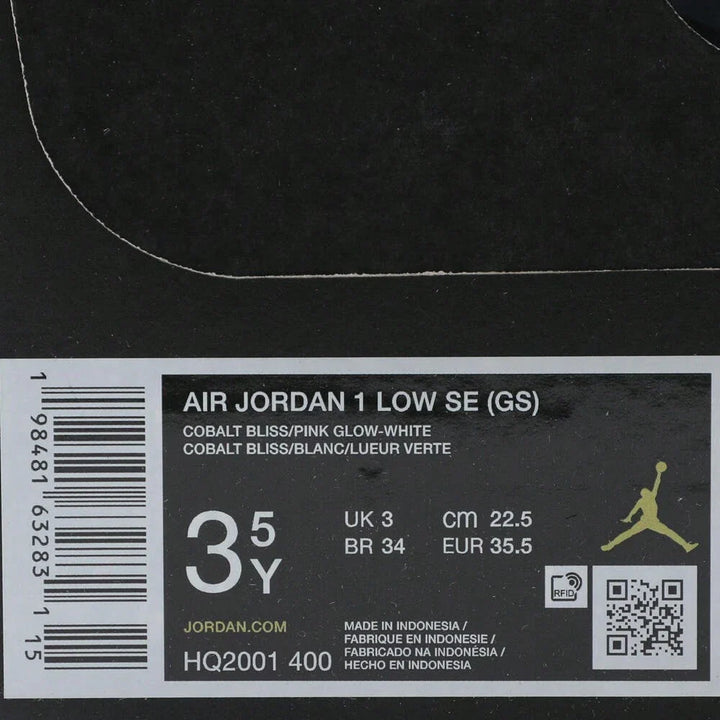 AIR JORDAN 1 LOW SE (GS)
COBALT BLISS/PINK GLOW-WHITE
COBALT BLISS/BLANC/LUEUR VERTE
3 5 Y
UK 3 cm 22.5
BR 34 EUR 35.5
RFID
JORDAN.COM
HQ2001 400
MADE IN INDONESIA /
FABRIQUE EN INDONESIE /
FABRICADO NA INDONÉSIA /
HECHO EN INDONESIA
1 98481 63283 1 15